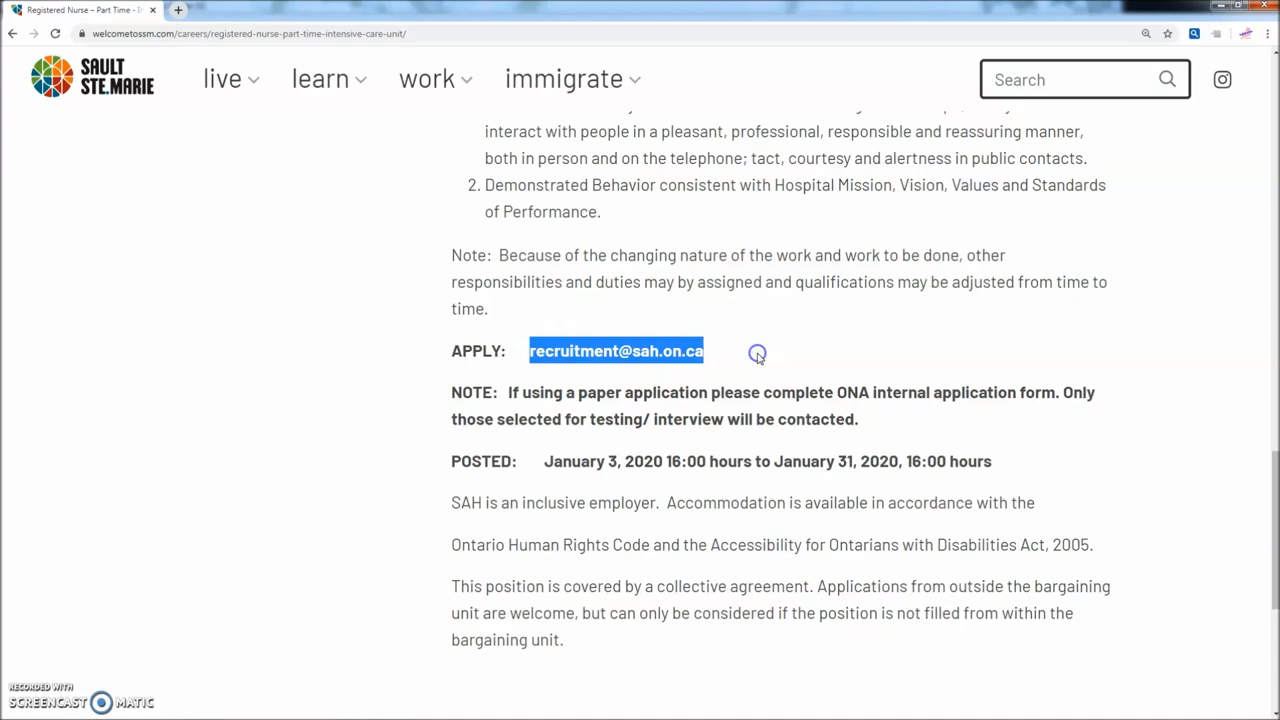 Registered Nurse – Part Time - I
welcometossm.com/careers/registered-nurse-part-time-intensive-care-unit/
SAULT
STE.MARIE
live
learn
work
immigrate
Search
interact with people in a pleasant, professional, responsible and reassuring manner,
both in person and on the telephone; tact, courtesy and alertness in public contacts.
2. Demonstrated Behavior consistent with Hospital Mission, Vision, Values and Standards
of Performance.
Note: Because of the changing nature of the work and work to be done, other
responsibilities and duties may by assigned and qualifications may be adjusted from time to
time.
APPLY: recruitment@sah.on.ca
NOTE: If using a paper application please complete ONA internal application form. Only
those selected for testing/ interview will be contacted.
POSTED: January 3, 2020 16:00 hours to January 31, 2020, 16:00 hours
SAH is an inclusive employer. Accommodation is available in accordance with the
Ontario Human Rights Code and the Accessibility for Ontarians with Disabilities Act, 2005.
This position is covered by a collective agreement. Applications from outside the bargaining
unit are welcome, but can only be considered if the position is not filled from within the
bargaining unit.
RECORDED WITH
SCREENCAST MATIC